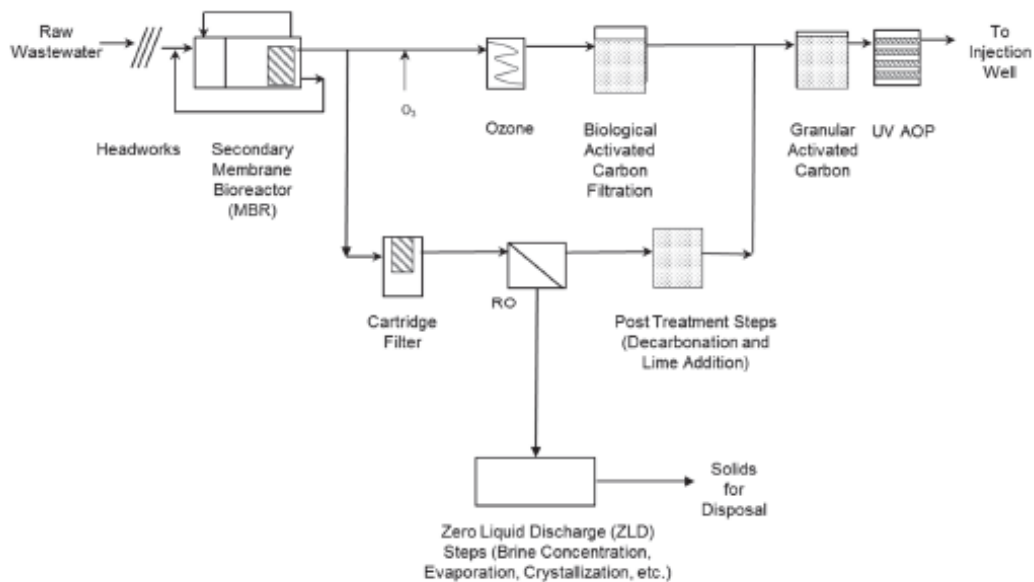 Raw
Wastewater
To
Injection
Well
O₃
Headworks
Secondary
Membrane
Bioreactor
(MBR)
Ozone
Biological
Activated
Carbon
Filtration
Granular
Activated
Carbon
UV AOP
Cartridge
Filter
RO
Post Treatment Steps
(Decarbonation and
Lime Addition)
Zero Liquid Discharge (ZLD)
Steps (Brine Concentration,
Evaporation, Crystallization, etc.)
Solids
for
Disposal